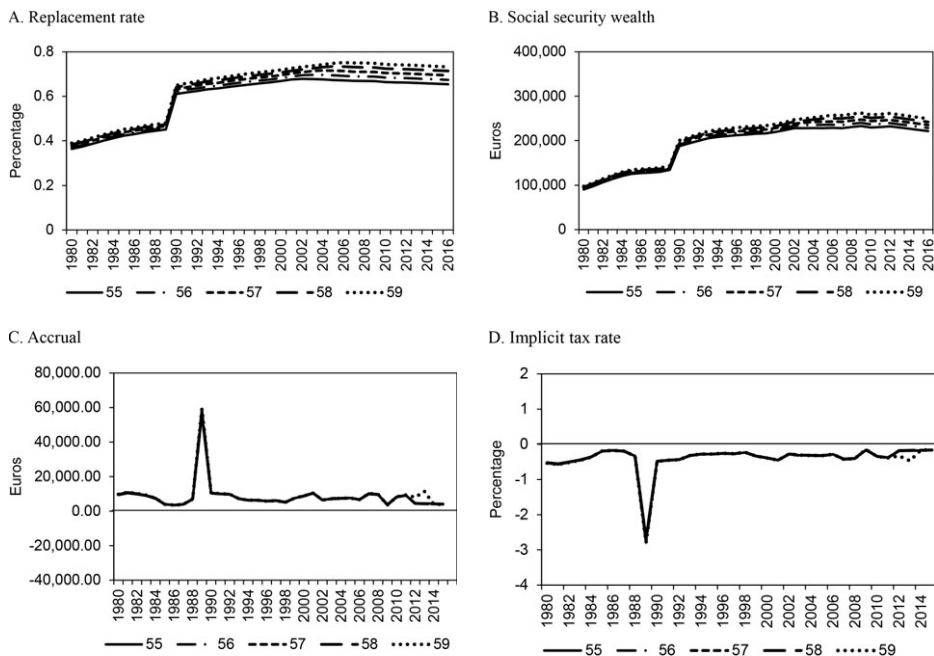 A. Replacement rate
0.8
0.6
0.4
0.2
0
Percentage
1980 1982 1984 1986 1988 1990 1992 1994 1996 1998 2000 2002 2004 2006 2008 2010 2012 2014 2016
55 56 57 58 59
B. Social security wealth
400,000
300,000
200,000
100,000
0
Euros
1980 1982 1984 1986 1988 1990 1992 1994 1996 1998 2000 2002 2004 2006 2008 2010 2012 2014 2016
55 56 57 58 59
C. Accrual
80,000.00
60,000.00
40,000.00
20,000.00
0.00
-20,000.00
-40,000.00
Euros
1980 1982 1984 1986 1988 1990 1992 1994 1996 1998 2000 2002 2004 2006 2008 2010 2012 2014
55 56 57 58 59
D. Implicit tax rate
2
1
0
-1
-2
-3
-4
Percentage
1980 1982 1984 1986 1988 1990 1992 1994 1996 1998 2000 2002 2004 2006 2008 2010 2012 2014
55 56 57 58 59